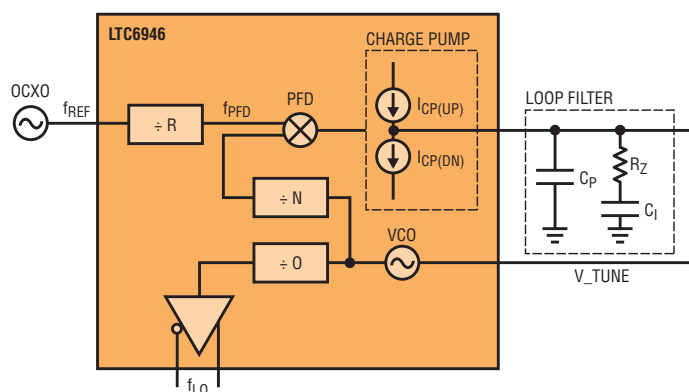 LTC6946
CHARGE PUMP
OCXO
fREF
÷ R
fPFD
PFD
ICP(UP)
ICP(DN)
LOOP FILTER
CP
RZ
CI
÷ N
VCO
÷ O
V_TUNE
fLO